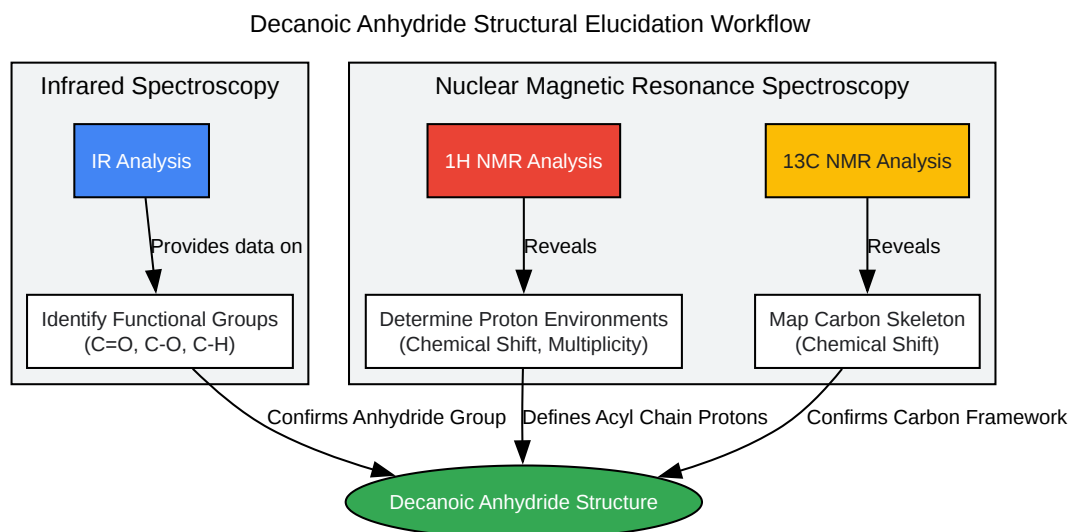 Decanoic Anhydride Structural Elucidation Workflow
Infrared Spectroscopy
Nuclear Magnetic Resonance Spectroscopy
IR Analysis
1H NMR Analysis
13C NMR Analysis
Provides data on
Reveals
Reveals
Identify Functional Groups
(C=O, C-O, C-H)
Determine Proton Environments
(Chemical Shift, Multiplicity)
Map Carbon Skeleton
(Chemical Shift)
Confirms Anhydride Group
Defines Acyl Chain Protons
Confirms Carbon Framework
Decanoic Anhydride Structure